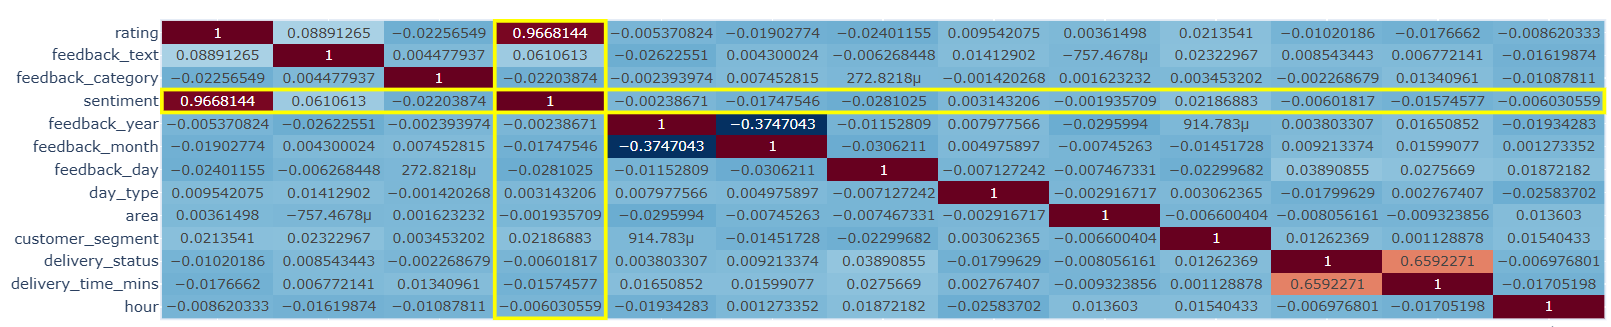 rating 1 0.08891265 −0.02256549 0.9668144 −0.005370824 −0.01902774 −0.02401155 0.009542075 0.00361498 0.0213541 −0.01020186 −0.0176662 −0.008620333
feedback_text 0.08891265 1 0.004477937 0.0610613 −0.02622551 0.004300024 −0.006268448 0.01412902 −757.4678μ 0.02322967 0.008543443 0.006772141 −0.01619874
feedback_category −0.02256549 0.004477937 1 −0.02203874 −0.002393974 0.007452815 272.8218μ −0.001420268 0.001623232 0.003453202 −0.002268679 0.01340961 −0.01087811
sentiment 0.9668144 0.0610613 −0.02203874 1 −0.00238671 −0.01747546 −0.0281025 0.003143206 −0.001935709 0.02186883 −0.00601817 −0.01574577 −0.006030559
feedback_year −0.005370824 −0.02622551 −0.002393974 −0.00238671 1 −0.3747043 −0.01152809 0.007977566 −0.0295994 914.783μ 0.003803307 0.01650852 −0.01934283
feedback_month −0.01902774 0.004300024 0.007452815 −0.01747546 −0.3747043 1 −0.0306211 0.004975897 −0.00745263 −0.01451728 0.009213374 0.01599077 0.001273352
feedback_day −0.02401155 −0.006268448 272.8218μ −0.0281025 −0.01152809 −0.0306211 1 −0.007127242 −0.007467331 −0.02299682 0.03890855 0.0275669 0.01872182
day_type 0.009542075 0.01412902 −0.001420268 0.003143206 0.007977566 0.004975897 −0.007127242 1 −0.002916717 0.003062365 −0.01799629 0.002767407 −0.02583702
area 0.00361498 −757.4678μ 0.001623232 −0.001935709 −0.0295994 −0.00745263 −0.007467331 −0.002916717 1 −0.006600404 −0.008056161 −0.009323856 0.013603
customer_segment 0.0213541 0.02322967 0.003453202 0.02186883 914.783μ −0.01451728 −0.02299682 0.003062365 −0.006600404 1 0.01262369 0.001128878 0.01540433
delivery_status −0.01020186 0.008543443 −0.002268679 −0.00601817 0.003803307 0.009213374 0.03890855 −0.01799629 −0.008056161 0.01262369 1 0.6592271 −0.006976801
delivery_time_mins −0.0176662 0.006772141 0.01340961 −0.01574577 0.01650852 0.01599077 0.0275669 0.002767407 −0.009323856 0.001128878 0.6592271 1 −0.01705198
hour −0.008620333 −0.01619874 −0.01087811 −0.006030559 −0.01934283 0.001273352 0.01872182 −0.02583702 0.013603 0.01540433 −0.006976801 −0.01705198 1